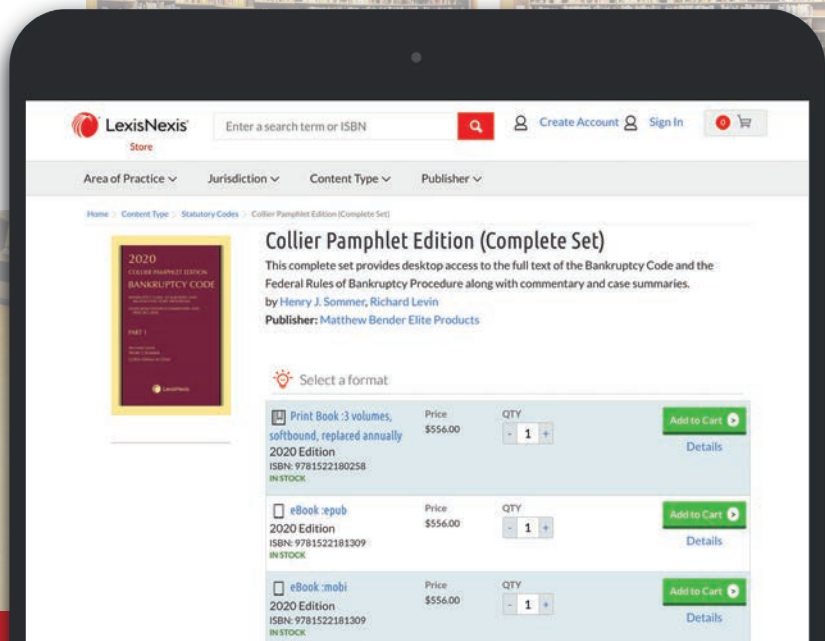 LexisNexis®
Store
Enter a search term or ISBN
Create Account
Sign In
0
Area of Practice
Jurisdiction
Content Type
Publisher
Home > Content Type > Statutory Codes > Collier Pamphlet Edition (Complete Set)
2020
COLLIER PAMPHLET EDITION
BANKRUPTCY CODE
PART 1
LexisNexis
Collier Pamphlet Edition (Complete Set)
This complete set provides desktop access to the full text of the Bankruptcy Code and the
Federal Rules of Bankruptcy Procedure along with commentary and case summaries.
by Henry J. Sommer, Richard Levin
Publisher: Matthew Bender Elite Products
Select a format
Print Book :3 volumes,
softbound, replaced annually
2020 Edition
ISBN: 9781522180258
IN STOCK
Price
$556.00
QTY
- 1 +
Add to Cart
Details
eBook :epub
2020 Edition
ISBN: 9781522181309
IN STOCK
Price
$556.00
QTY
- 1 +
Add to Cart
Details
eBook :mobi
2020 Edition
ISBN: 9781522181309
IN STOCK
Price
$556.00
QTY
- 1 +
Add to Cart
Details